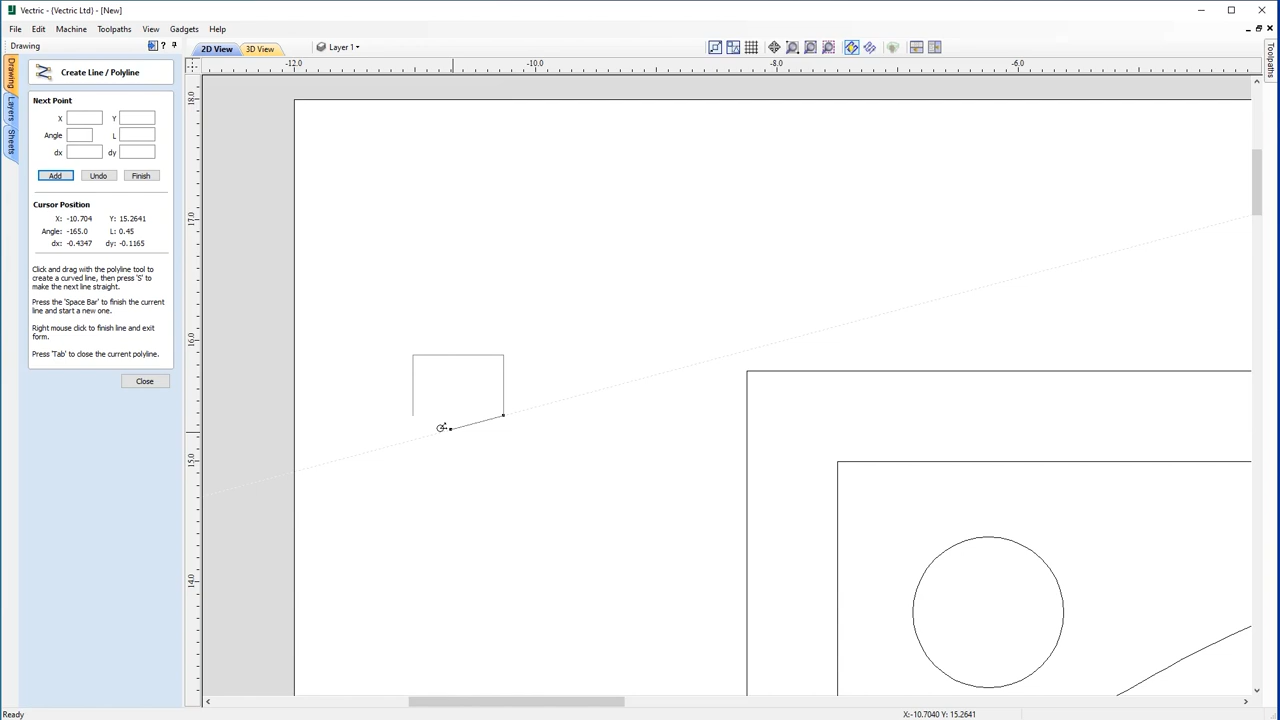 Vectric - {Vectric Ltd} - [New]
File Edit Machine Toolpaths View Gadgets Help
Drawing ?
2D View 3D View Layer 1
Create Line / Polyline
Next Point
X Y
Angle L
dx dy
Add Undo Finish
Cursor Position
X: -10.704 Y: 15.2641
Angle: -165.0 L: 0.45
dx: -0.4347 dy: -0.1165
Click and drag with the polyline tool to
create a curved line, then press 'S' to
make the next line straight.
Press the 'Space Bar' to finish the current
line and start a new one.
Right mouse click to finish line and exit
form.
Press 'Tab' to close the current polyline.
Close
Drawing
Layers
Sheets
-12.0 -10.0 -8.0 -6.0
18.0
17.0
16.0
15.0
14.0
Toolpaths
Ready X:-10.7040 Y: 15.2641